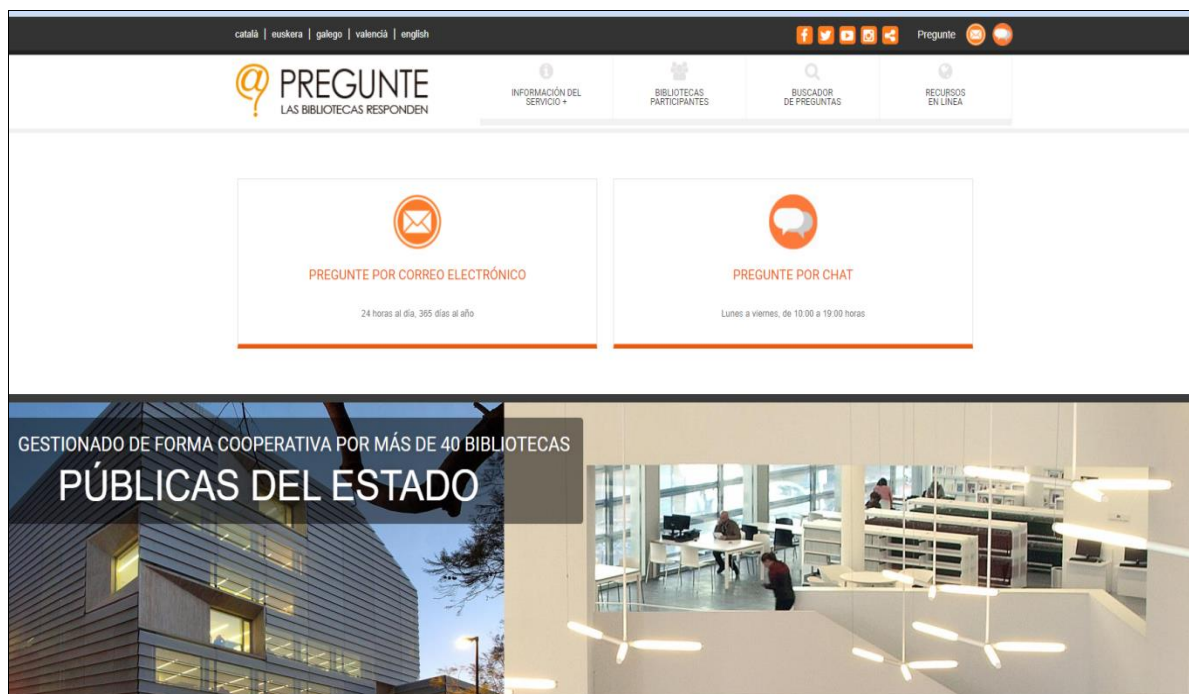 català | euskera | galego | valencià | english
Pregunte
PREGUNTE
LAS BIBLIOTECAS RESPONDEN
INFORMACIÓN DEL
SERVICIO +
BIBLIOTECAS
PARTICIPANTES
BUSCADOR
DE PREGUNTAS
RECURSOS
EN LÍNEA
PREGUNTE POR CORREO ELECTRÓNICO
24 horas al día, 365 días al año
PREGUNTE POR CHAT
Lunes a viernes, de 10:00 a 19:00 horas
GESTIONADO DE FORMA COOPERATIVA POR MÁS DE 40 BIBLIOTECAS
PÚBLICAS DEL ESTADO